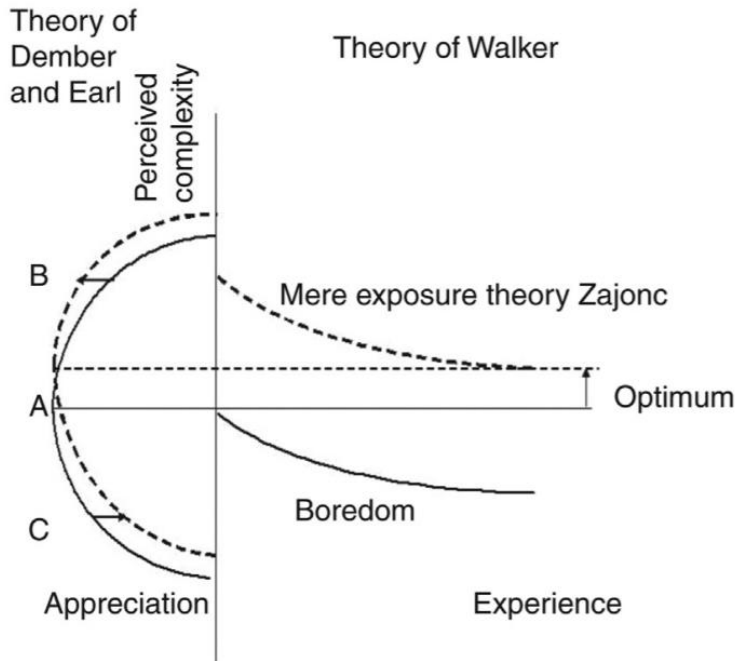 Theory of
Dember
and Earl
Perceived
complexity
Theory of Walker
B
Mere exposure theory Zajonc
A
Optimum
Boredom
C
Appreciation
Experience